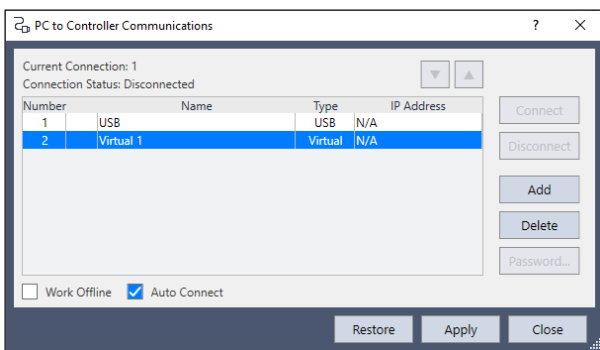 PC to Controller Communications
Current Connection: 1
Connection Status: Disconnected
Number Name Type IP Address
1 USB USB N/A
2 Virtual 1 Virtual N/A
Connect
Disconnect
Add
Delete
Password...
Work Offline Auto Connect
Restore Apply Close